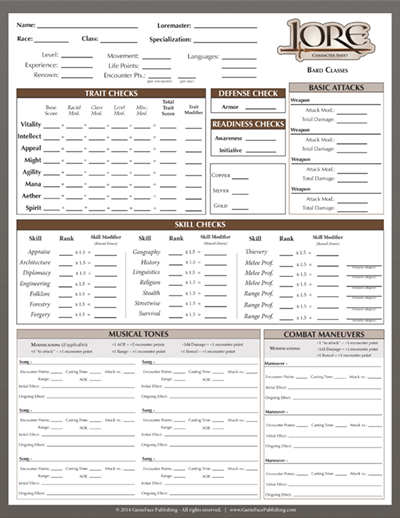 Name: Loremaster:
LORE
CHARACTER SHEET
Race: Class: Specialization:
BARD CLASSES
Level: Movement: Languages:
Experience: Life Points:
Renown: Encounter Pts.
(per encounter) (per day)
TRAIT CHECKS
Base Score Racial Mod. Class Mod. Level Mod. Misc. Mod. Total Trait Score Trait Modifier
Vitality + + + + =
Intellect + + + + =
Appeal + + + + =
Might + + + + =
Agility + + + + =
Mana + + + + =
Aether + + + + =
Spirit + + + + =
DEFENSE CHECK
Armor
READINESS CHECKS
Awareness
Initiative
COPPER
SILVER
GOLD
BASIC ATTACKS
Weapon
Attack Mod.:
Total Damage:
Weapon
Attack Mod.:
Total Damage:
Weapon
Attack Mod.:
Total Damage:
Weapon
Attack Mod.:
Total Damage:
SKILL CHECKS
Skill Rank Skill Modifier
(Round Down)
Appraise x 1.5 =
Architecture x 1.5 =
Diplomacy x 1.5 =
Engineering x 1.5 =
Folklore x 1.5 =
Forestry x 1.5 =
Forgery x 1.5 =
Skill Rank Skill Modifier
(Round Down)
Geography x 1.5 =
History x 1.5 =
Linguistics x 1.5 =
Religion x 1.5 =
Stealth x 1.5 =
Streetwise x 1.5 =
Survival x 1.5 =
Skill Rank Skill Modifier
(Round Down)
Thievery x 1.5 =
Melee Prof. x 1.5 =
Melee Prof. x 1.5 =
Melee Prof. x 1.5 =
Range Prof. x 1.5 =
Range Prof. x 1.5 =
Range Prof. x 1.5 =
MUSICAL TONES
MODIFICATIONS (if applicable):
+1 "to attack" = +1 encounter point
+1 AOE = +2 encounter points
+1 Range = +1 encounter point
+1 Reused = +1 encounter point
Song -
Encounter Points: Casting Time: Attack vs.:
Range: AOE:
Initial Effect:
Ongoing Effect:
Song -
Encounter Points: Casting Time: Attack vs.:
Range: AOE:
Initial Effect:
Ongoing Effect:
Song -
Encounter Points: Casting Time: Attack vs.:
Range: AOE:
Initial Effect:
Ongoing Effect:
Song -
Encounter Points: Casting Time: Attack vs.:
Range: AOE:
Initial Effect:
Ongoing Effect:
Song -
Encounter Points: Casting Time: Attack vs.:
Range: AOE:
Initial Effect:
Ongoing Effect:
Song -
Encounter Points: Casting Time: Attack vs.:
Range: AOE:
Initial Effect:
Ongoing Effect:
COMBAT MANEUVERS
MODIFICATIONS
+1 "to attack" = +1 encounter point
Maneuver -
Encounter Points: Casting Time: Attack vs.:
Initial Effect:
Ongoing Effect:
Maneuver -
Encounter Points: Casting Time: Attack vs.:
Initial Effect:
Ongoing Effect:
Maneuver -
Encounter Points: Casting Time: Attack vs.:
Initial Effect:
Ongoing Effect:
© 2014 GameFace Publishing - All rights reserved. | www.GameFacePublishing.com